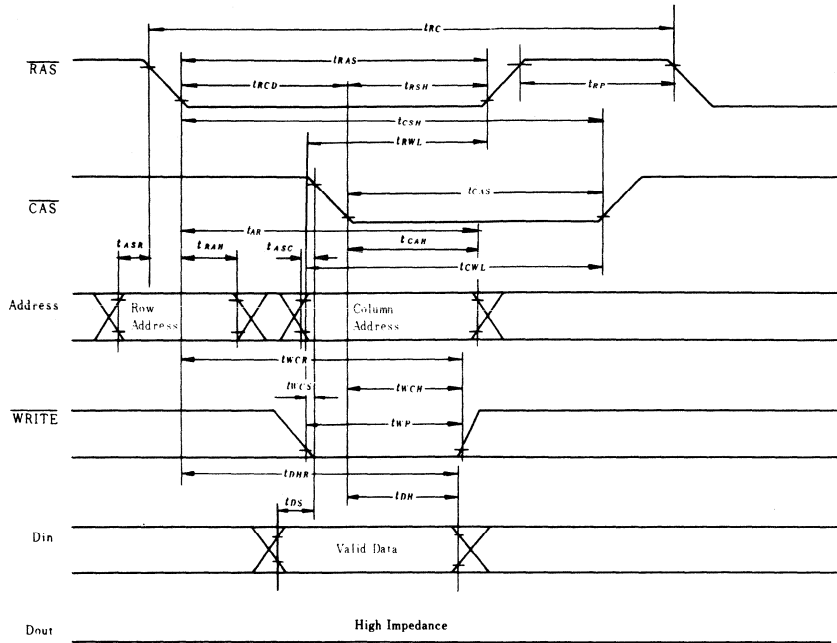 tRC
RAS
tRAS
tRCD
tRSH
tRP
tCSH
tRWL
CAS
tCAS
tAR
tASR
tRAH
tASC
tCAH
tCWL
Address
Row
Address
Column
Address
tWCR
tWCS
tWCH
WRITE
tWP
tDHR
tDS
tDH
Din
Valid Data
Dout
High Impedance